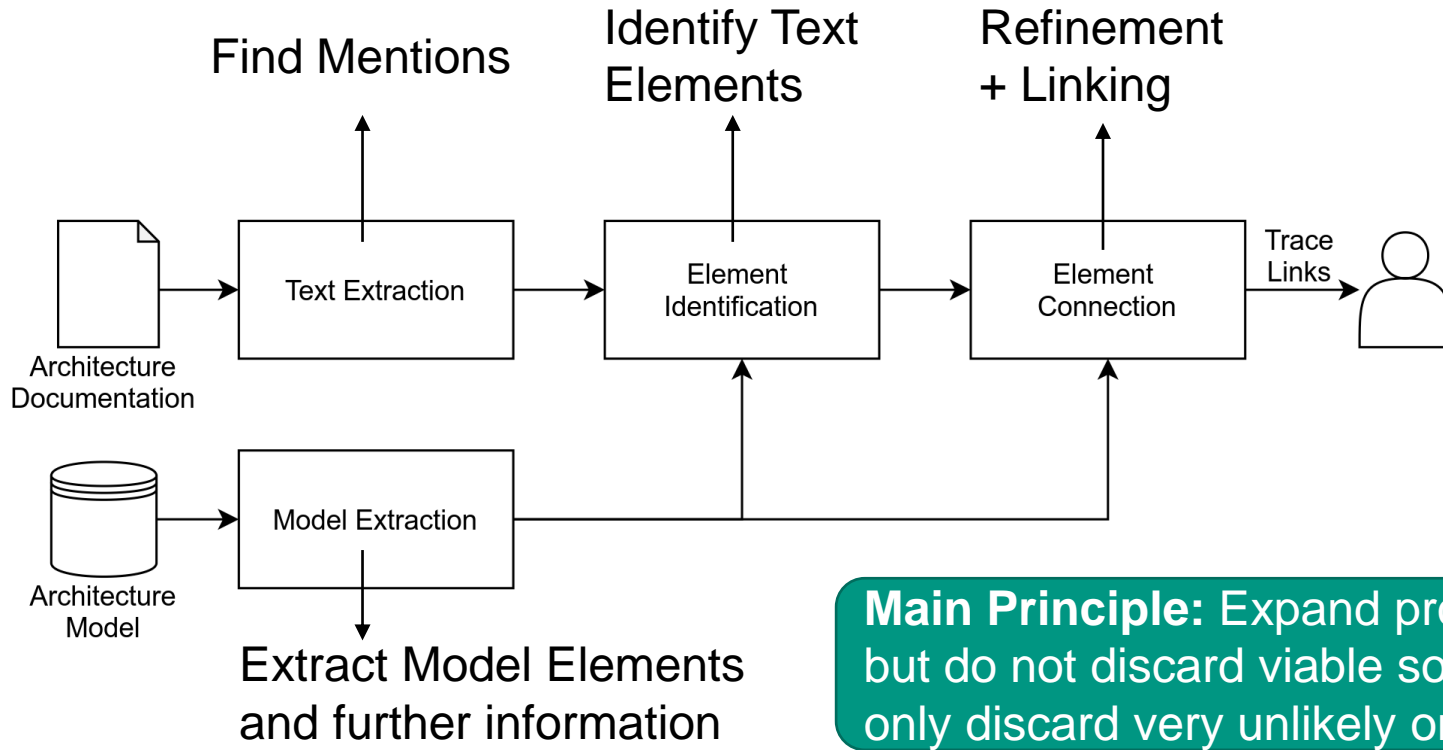 Find Mentions
Identify Text
Elements
Refinement
+ Linking
Text Extraction
Element
Identification
Element
Connection
Trace
Links
Architecture
Documentation
Model Extraction
Architecture
Model
Extract Model Elements
and further information
Main Principle: Expand
but do not discard viable
only discard very unlikely